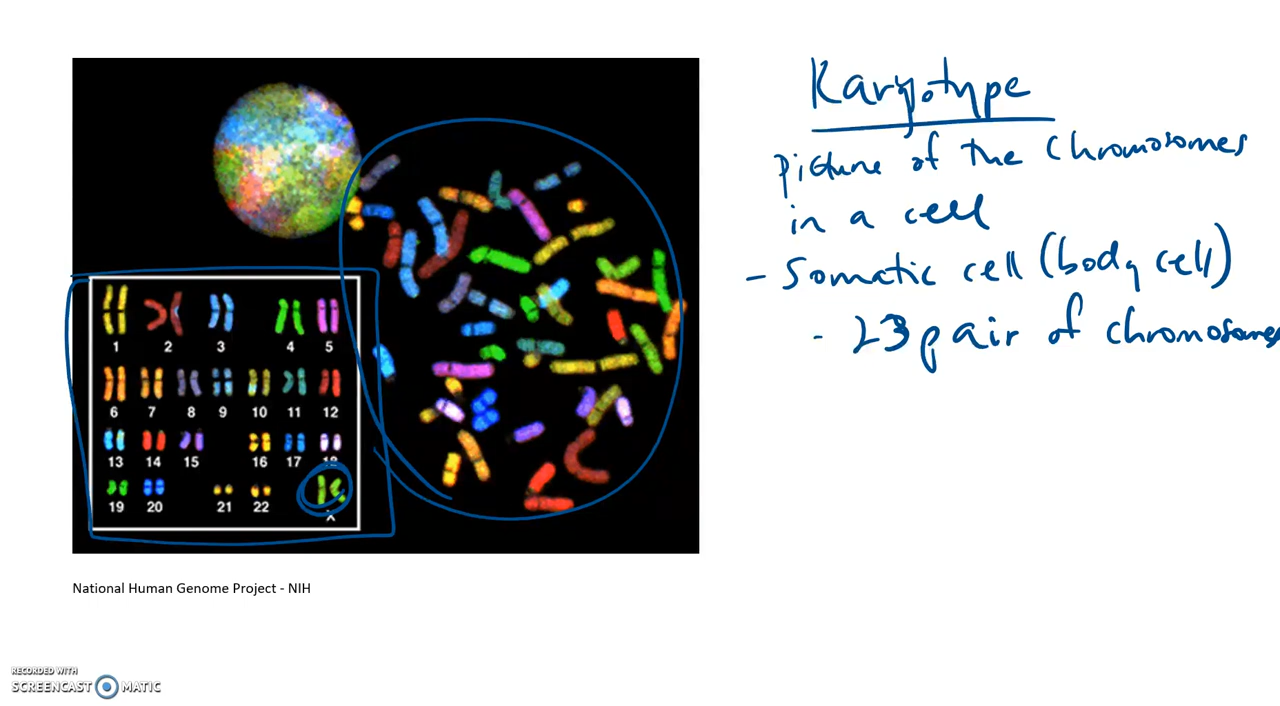 Karyotype
picture of the chromosomes
in a cell
- Somatic cell (body cell)
- 23 pair of chromosomes
1 2 3 4 5
6 7 8 9 10 11 12
13 14 15 16 17 18
19 20 21 22 X
National Human Genome Project - NIH
RECORDED WITH
SCREENCAST MATIC